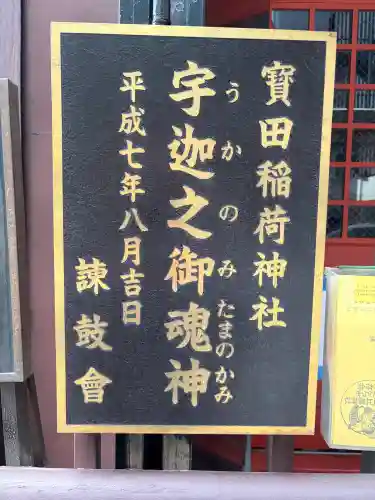 寶田稲荷神社
うかのみたまのかみ
宇迦之御魂神
平成七年八月吉日
諫鼓會